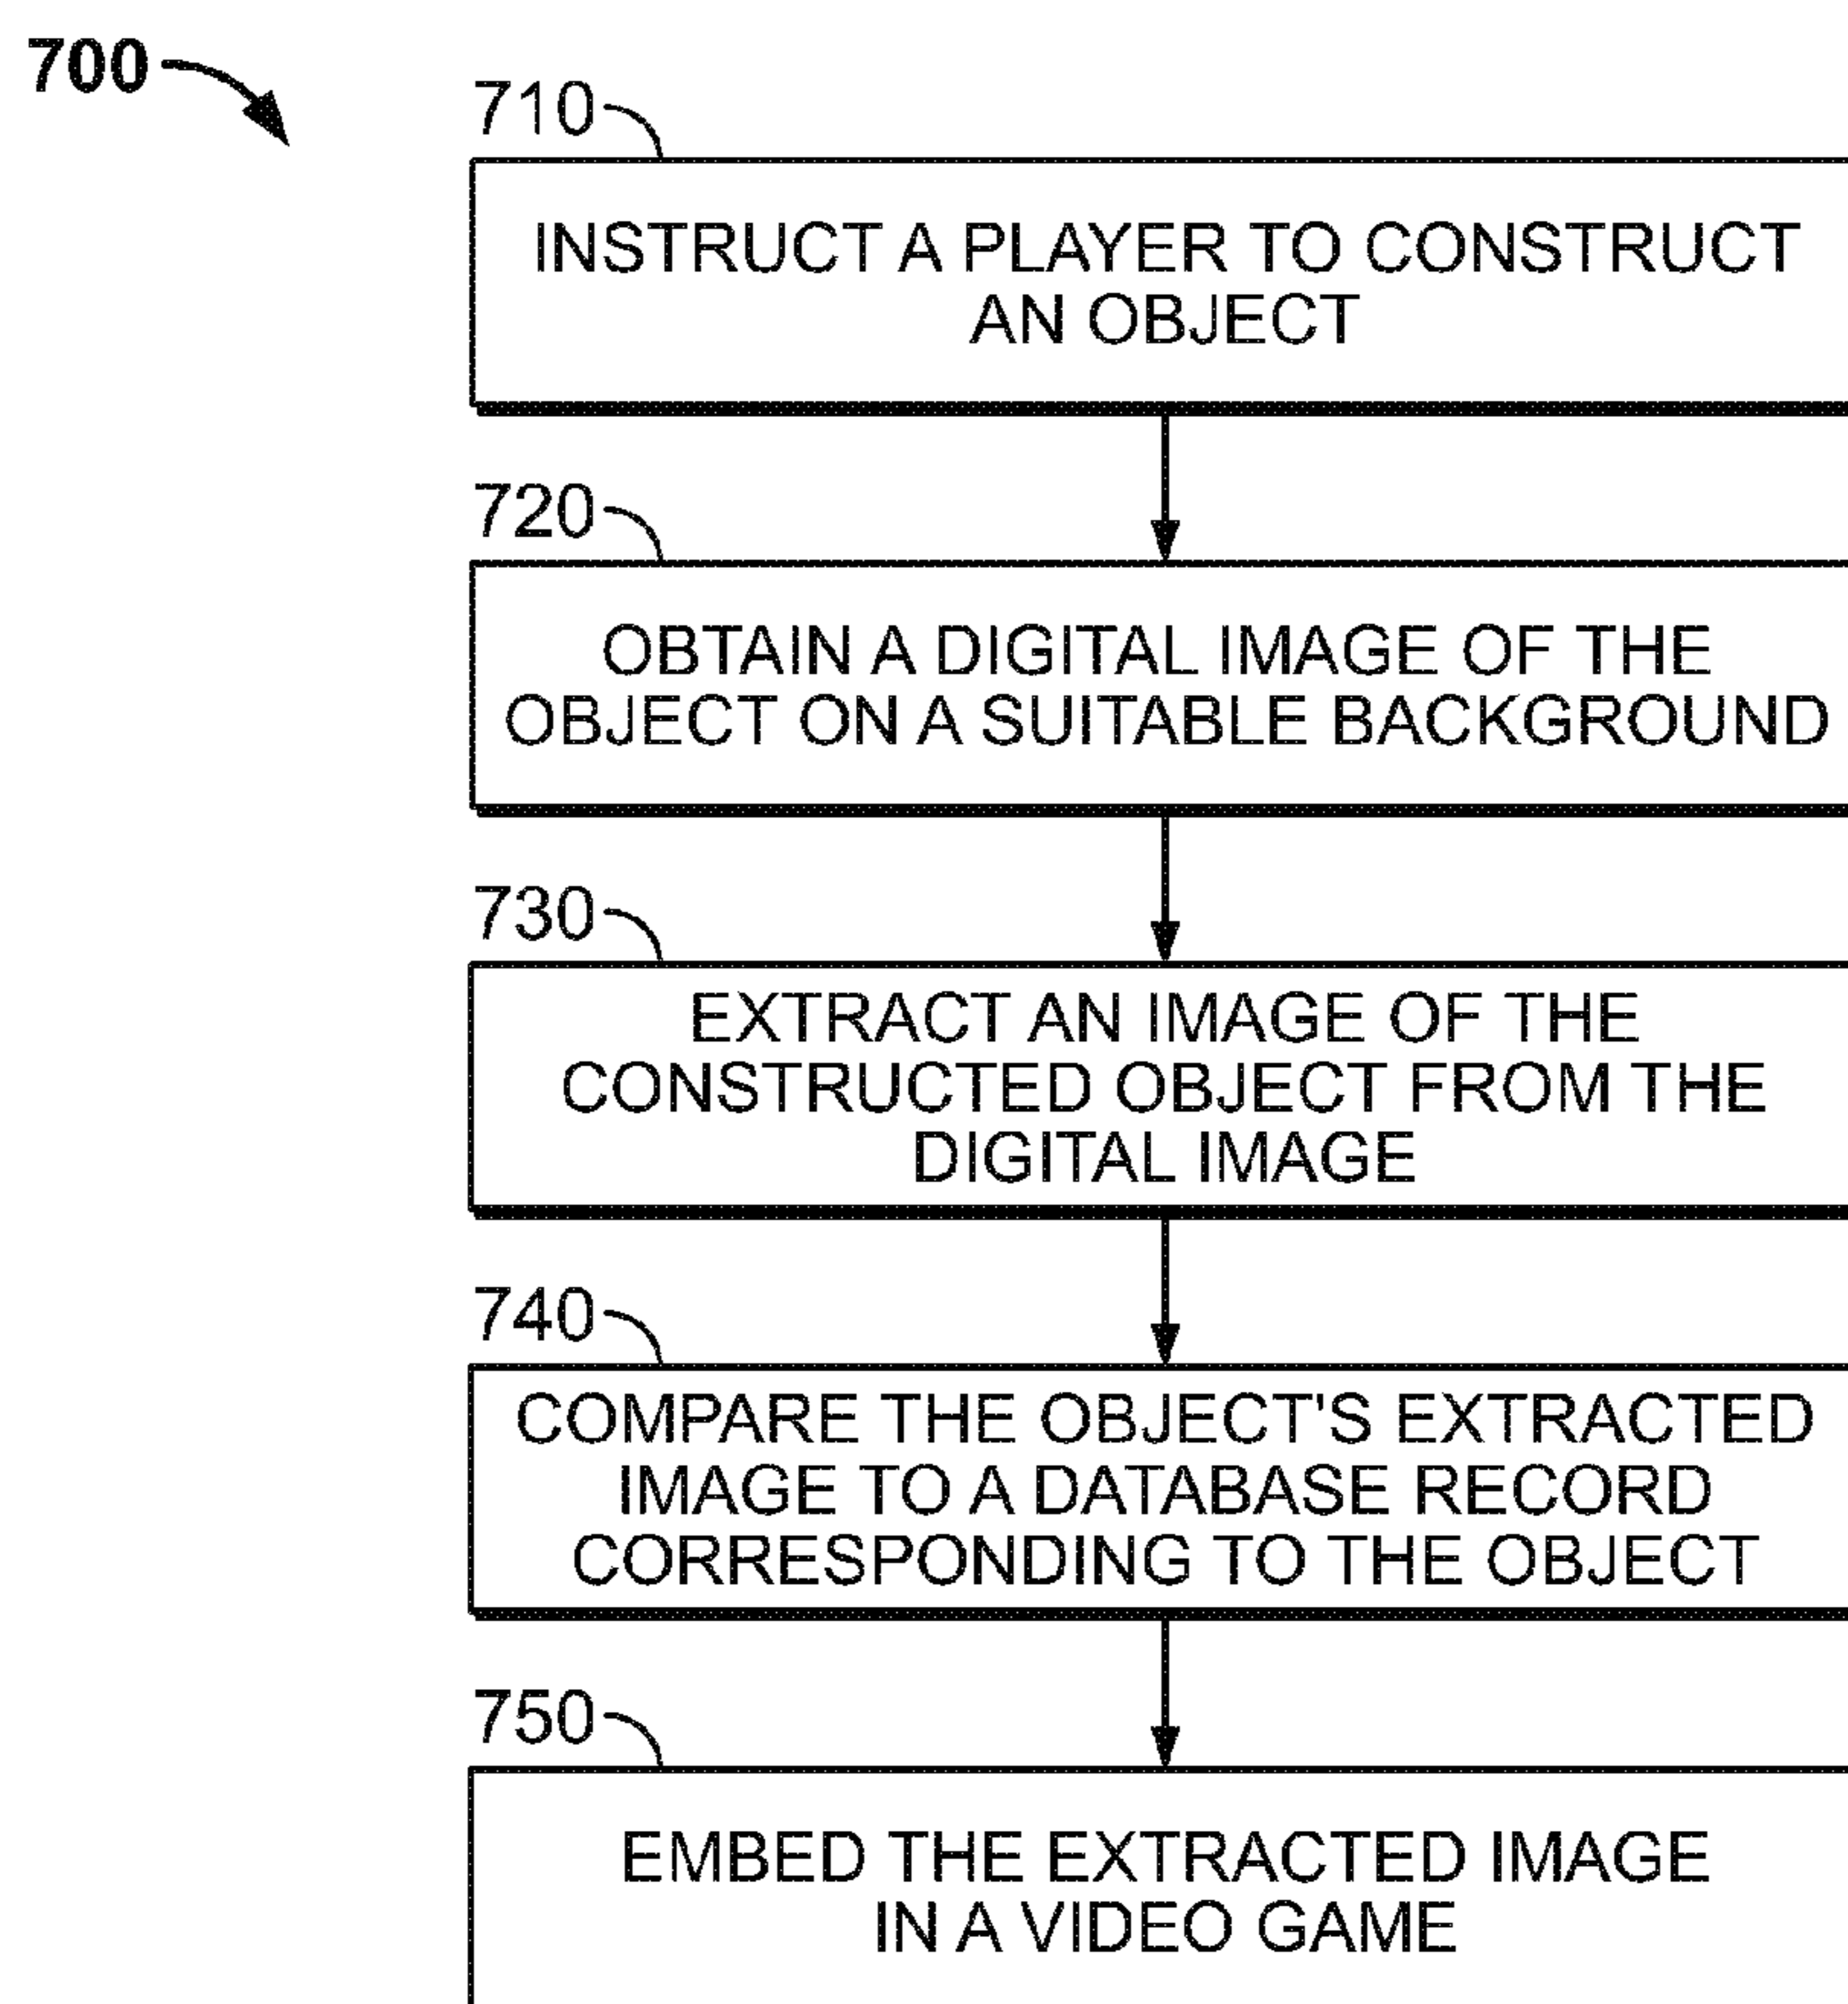 700
710
INSTRUCT A PLAYER TO CONSTRUCT
AN OBJECT
720
OBTAIN A DIGITAL IMAGE OF THE
OBJECT ON A SUITABLE BACKGROUND
730
EXTRACT AN IMAGE OF THE
CONSTRUCTED OBJECT FROM THE
DIGITAL IMAGE
740
COMPARE THE OBJECT'S EXTRACTED
IMAGE TO A DATABASE RECORD
CORRESPONDING TO THE OBJECT
750
EMBED THE EXTRACTED IMAGE
IN A VIDEO GAME